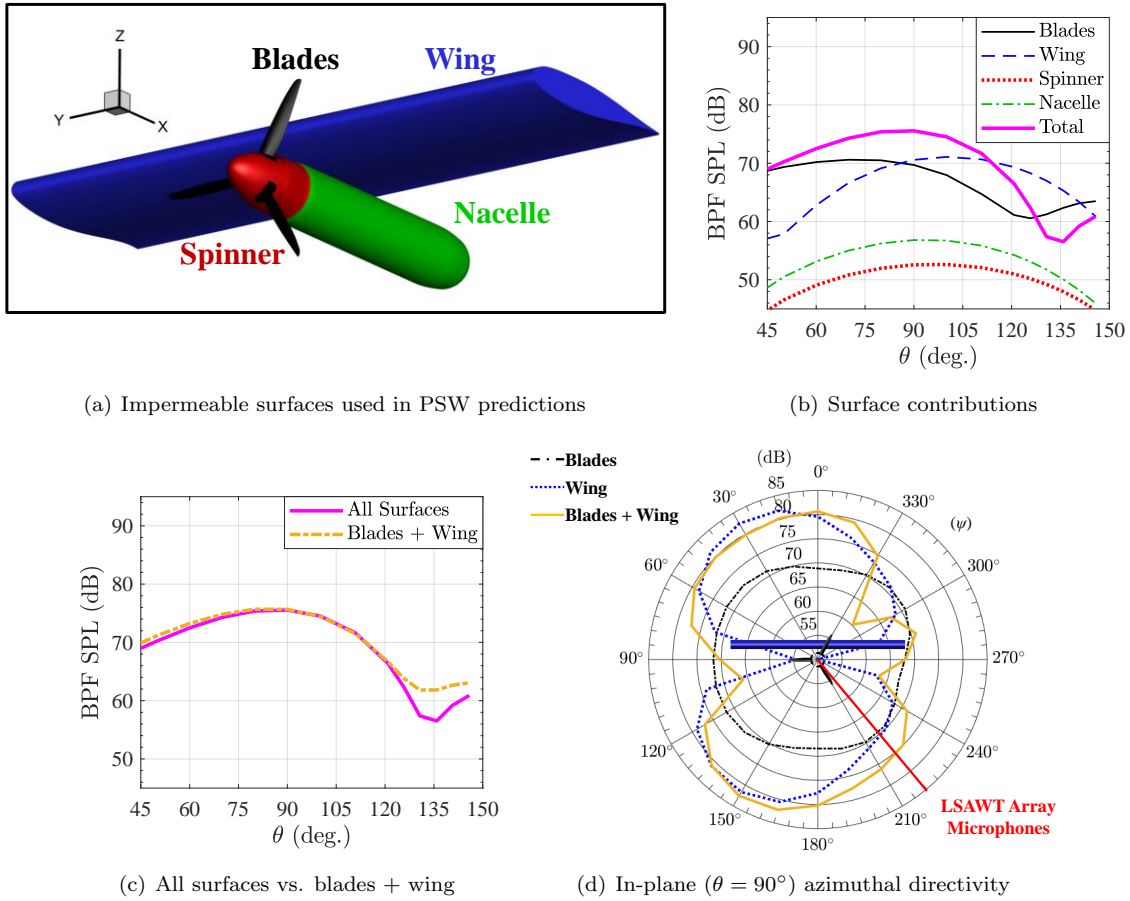 Z
Y
X
Blades
Wing
Spinner
Nacelle
(a) Impermeable surfaces used in PSW predictions
BPF SPL (dB)
90
80
70
60
50
45 60 75 90 105 120 135 150
θ (deg.)
Blades
Wing
Spinner
Nacelle
Total
(b) Surface contributions
BPF SPL (dB)
90
80
70
60
50
45 60 75 90 105 120 135 150
θ (deg.)
All Surfaces
Blades + Wing
(c) All surfaces vs. blades + wing
Blades
Wing
Blades + Wing
(dB)
(ψ)
0°
30°
60°
90°
120°
150°
180°
210°
240°
270°
300°
330°
85
80
75
70
65
60
55
LSAWT Array
Microphones
(d) In-plane (θ = 90°) azimuthal directivity